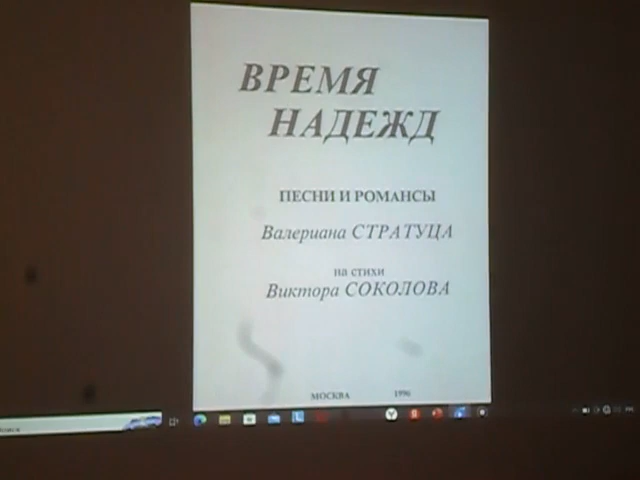 ВРЕМЯ
НАДЕЖД
ПЕСНИ И РОМАНСЫ
Валериана СТРАТУЦА
на стихи
Виктора СОКОЛОВА
МОСКВА 1996